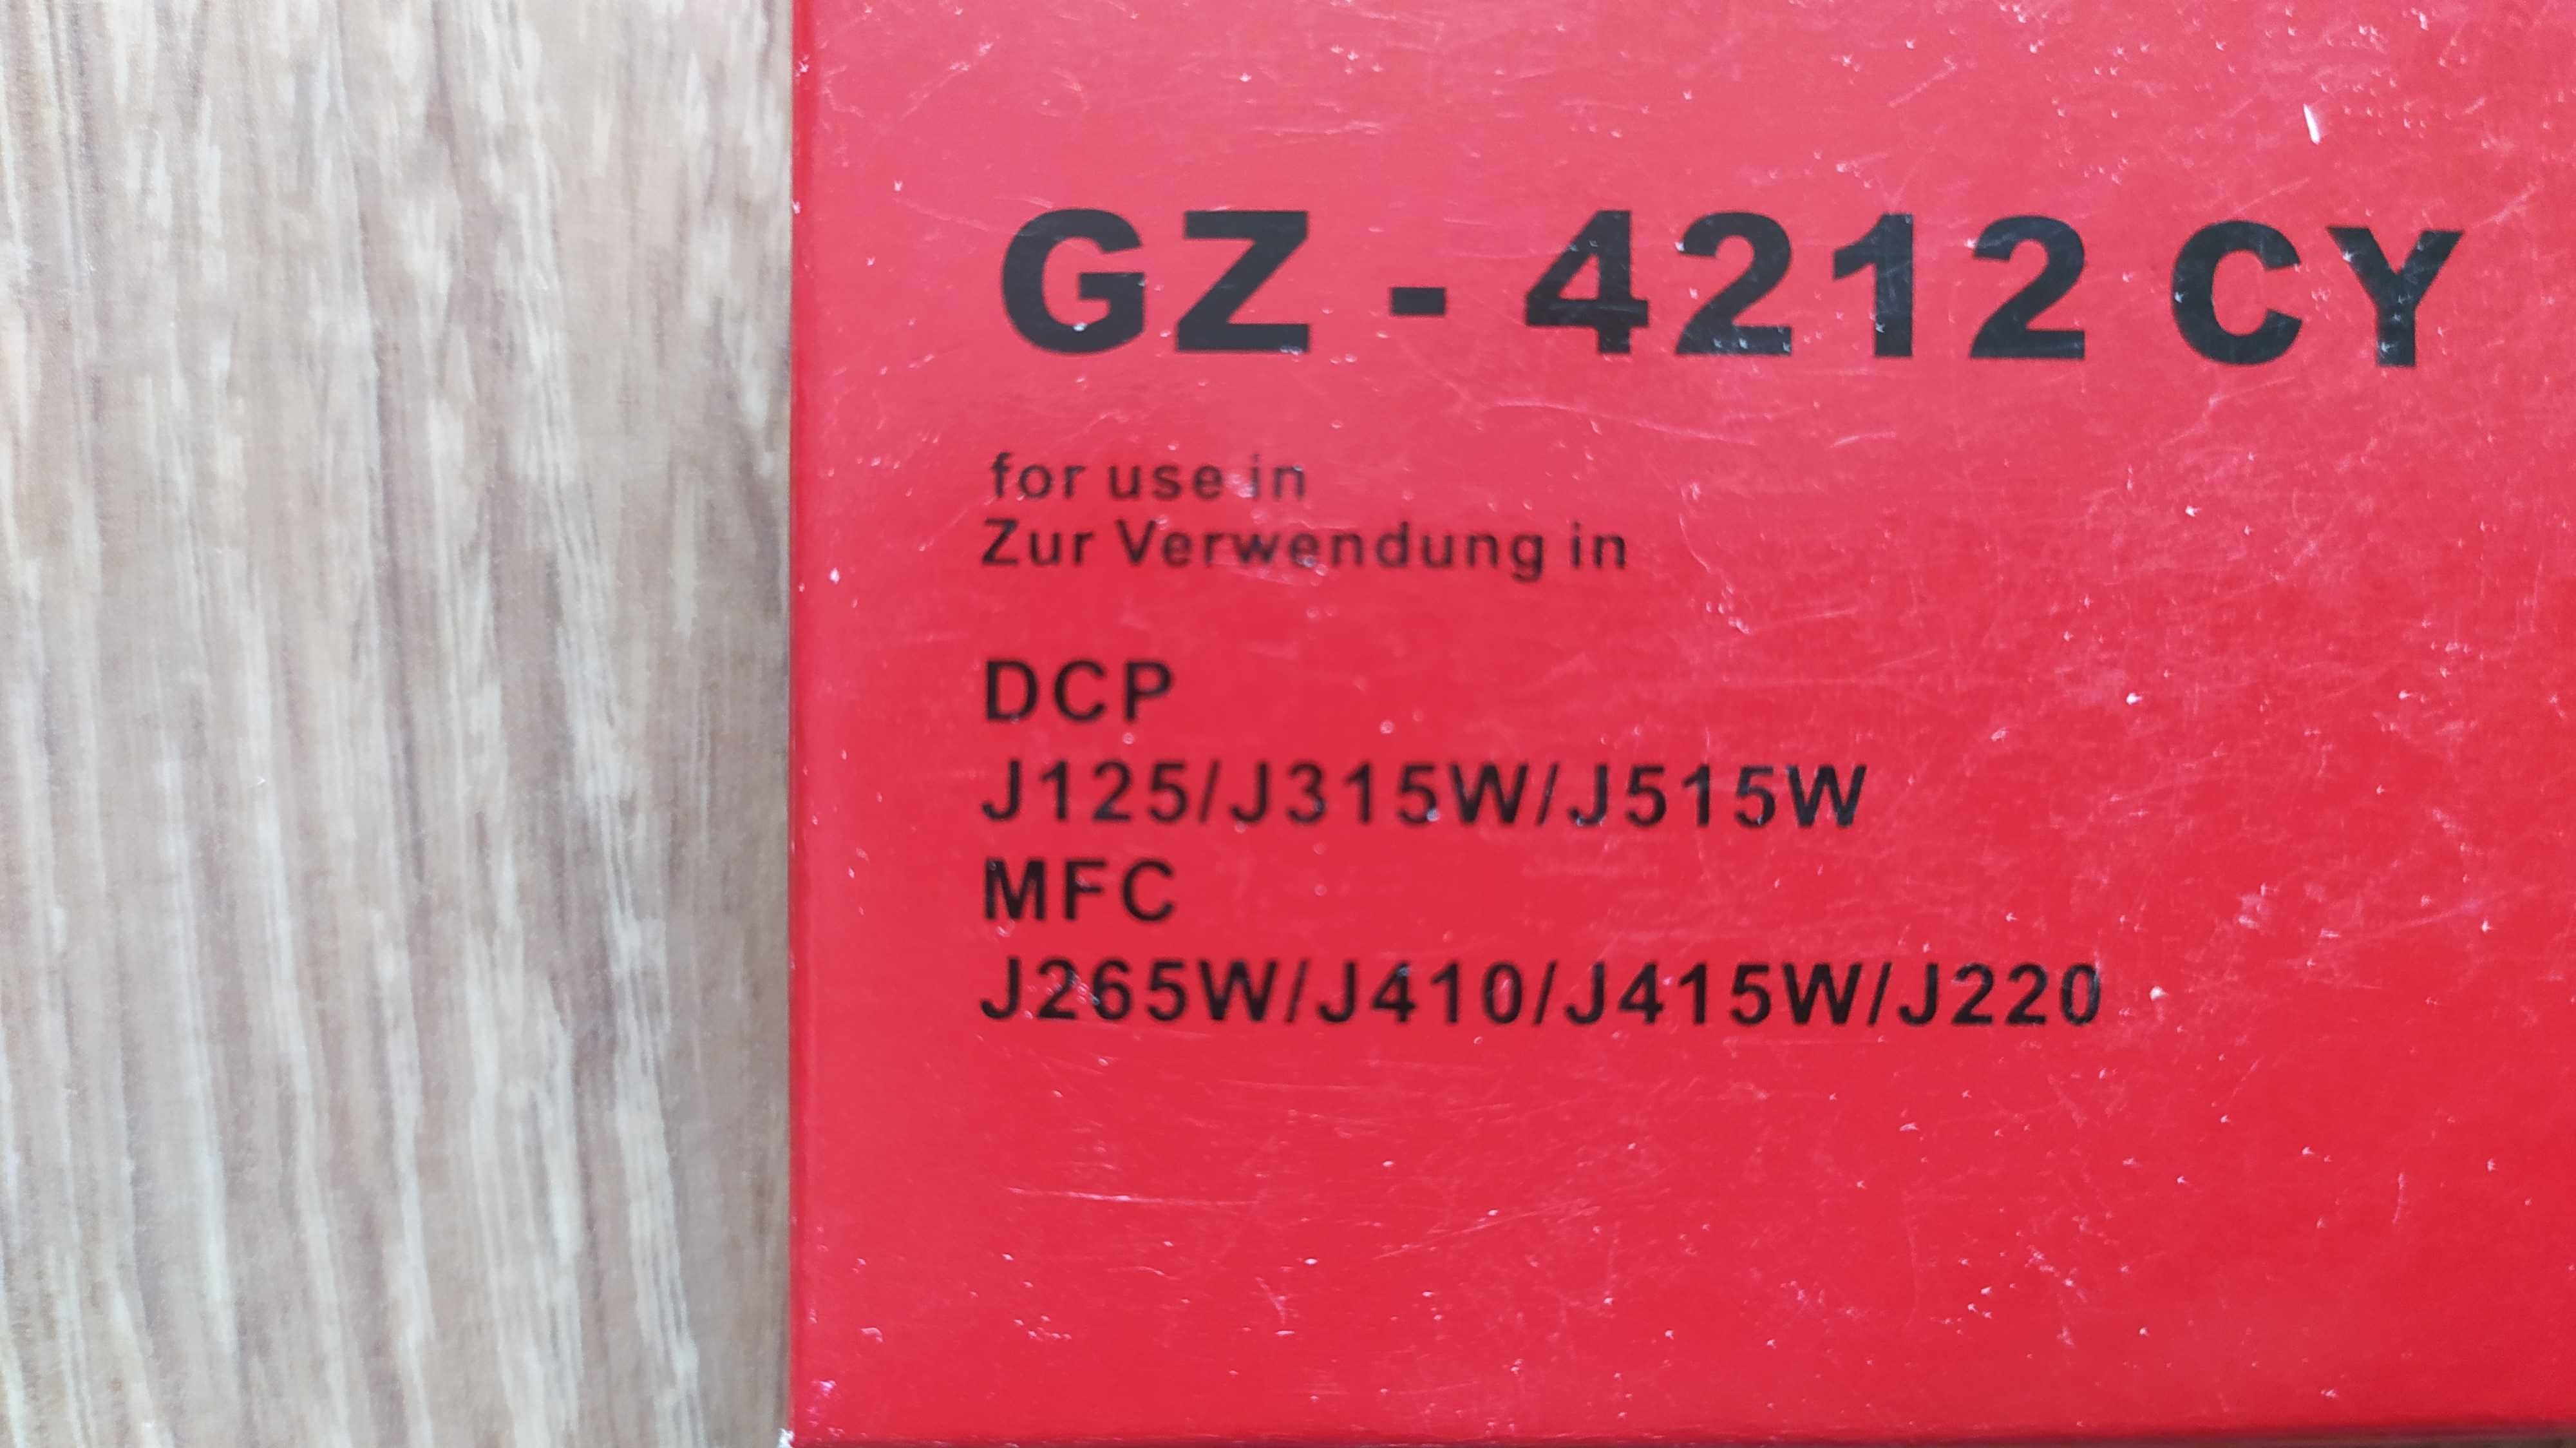 GZ - 4212 CY
for use in
Zur Verwendung in
DCP
J125/J315W/J515W
MFC
J265W/J410/J415W/J220